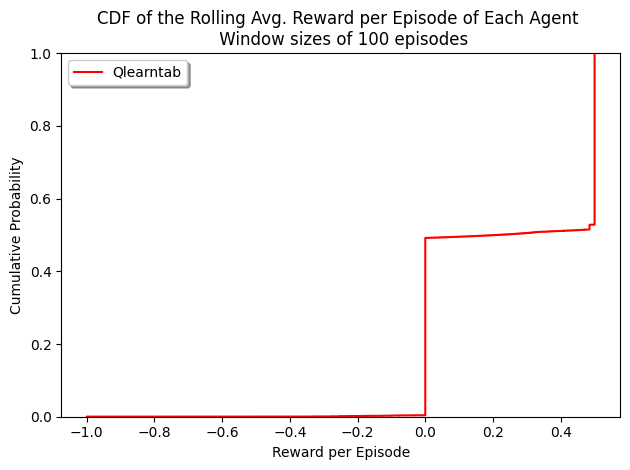 CDF of the Rolling Avg. Reward per Episode of Each Agent
Window sizes of 100 episodes
Qlearntab
1.0
0.8
0.6
0.4
0.2
0.0
Cumulative Probability
−1.0 −0.8 −0.6 −0.4 −0.2 0.0 0.2 0.4
Reward per Episode